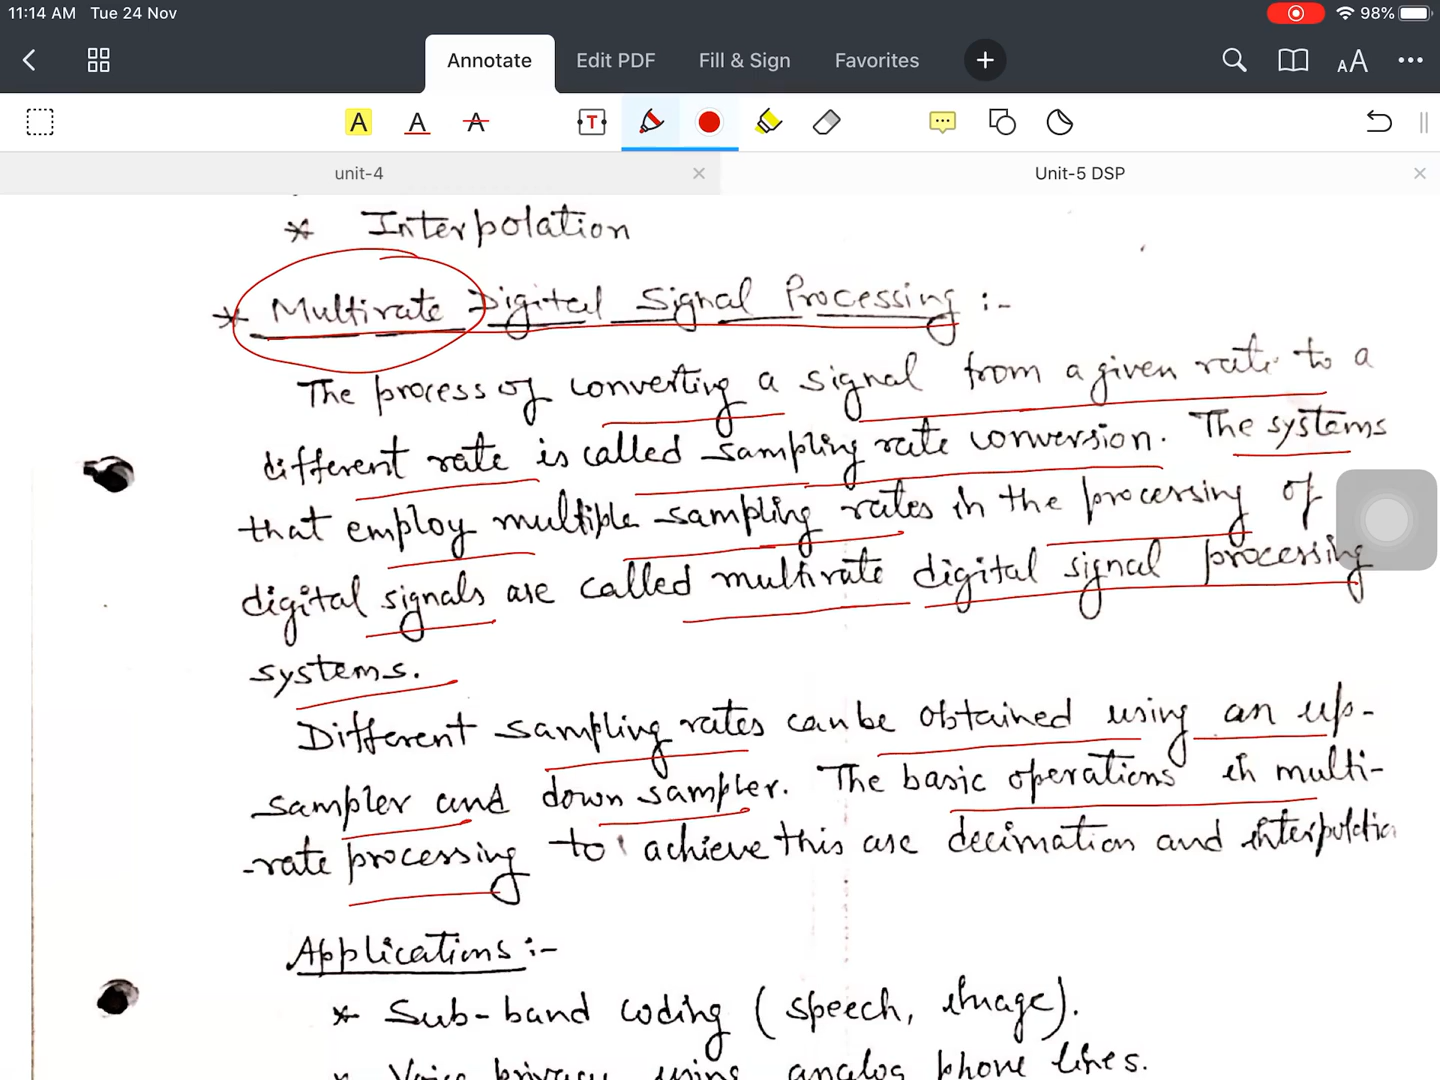 11:14 AM Tue 24 Nov
98%
Annotate Edit PDF Fill & Sign Favorites
AA
A A A T
unit-4
Unit-5 DSP
* Interpolation
* Multirate Digital Signal Processing :-
The process of converting a signal from a given rate to a
different rate is called sampling rate conversion. The systems
that employ multiple sampling rates in the processing of
digital signals are called multirate digital signal processing
systems.
Different sampling rates can be obtained using an up-
sampler and down sampler. The basic operations in multi-
-rate processing to achieve this are decimation and interpolation
Applications :-
* Sub-band coding (speech, image).
* Voice privacy using analog phone lines.